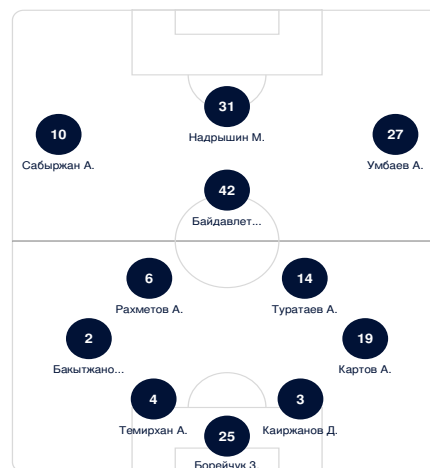 31
Надрышин М.
10
Сабыржан А.
27
Умбаев А.
42
Байдавлет...
6
Рахметов А.
14
Туратаев А.
2
Бакытжано...
19
Картов А.
4
Темирхан А.
3
Каиржанов Д.
25
Борейчук З.